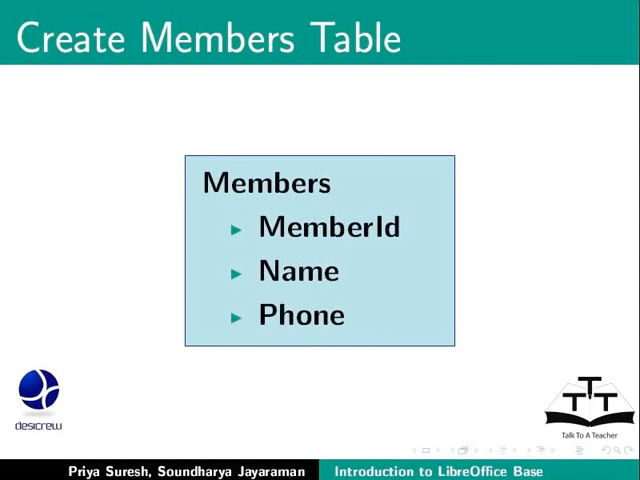 Create Members Table
Members
MemberId
Name
Phone
desicrew
TTT
Talk To A Teacher
Priya Suresh, Soundharya Jayaraman
Introduction to LibreOffice Base